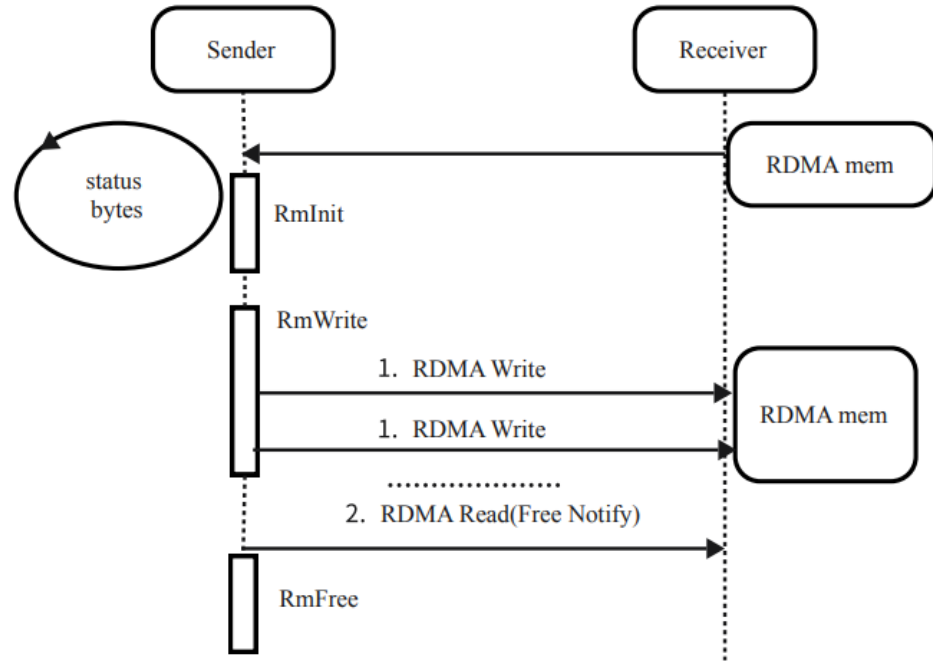 Sender
Receiver
status
bytes
RDMA mem
RmInit
RmWrite
1. RDMA Write
1. RDMA Write
RDMA mem
2. RDMA Read(Free Notify)
RmFree